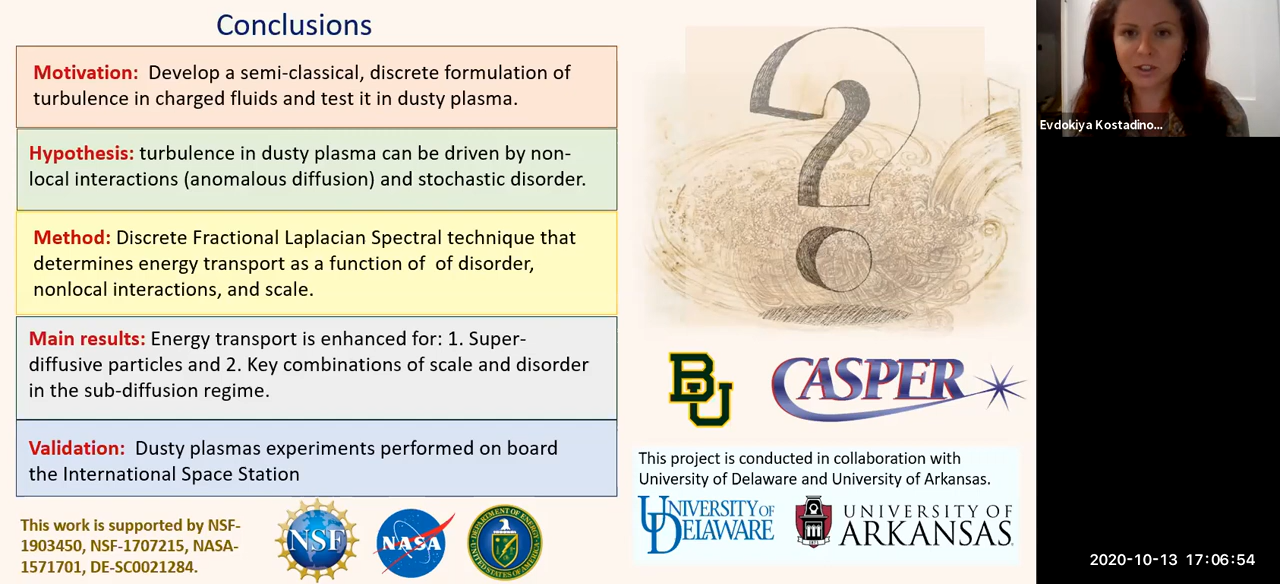 Conclusions
Motivation: Develop a semi-classical, discrete formulation of
turbulence in charged fluids and test it in dusty plasma.
Hypothesis: turbulence in dusty plasma can be driven by non-
local interactions (anomalous diffusion) and stochastic disorder.
Method: Discrete Fractional Laplacian Spectral technique that
determines energy transport as a function of of disorder,
nonlocal interactions, and scale.
Main results: Energy transport is enhanced for: 1. Super-
diffusive particles and 2. Key combinations of scale and disorder
in the sub-diffusion regime.
Validation: Dusty plasmas experiments performed on board
the International Space Station
This work is supported by NSF-
1903450, NSF-1707215, NASA-
1571701, DE-SC0021284.
NSF
NASA
?
BU
CASPER
This project is conducted in collaboration with
University of Delaware and University of Arkansas.
UNIVERSITY OF
DELAWARE
UNIVERSITY OF
ARKANSAS
Evdokiya Kostadino...
2020-10-13 17:06:54